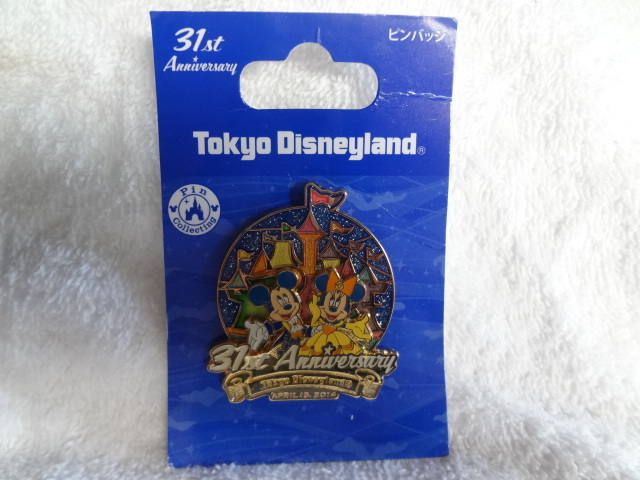 31st
Anniversary
ピンバッジ
Tokyo Disneyland®
Pin
Collecting
31st Anniversary
Tokyo Disneyland®
APRIL.15.2014